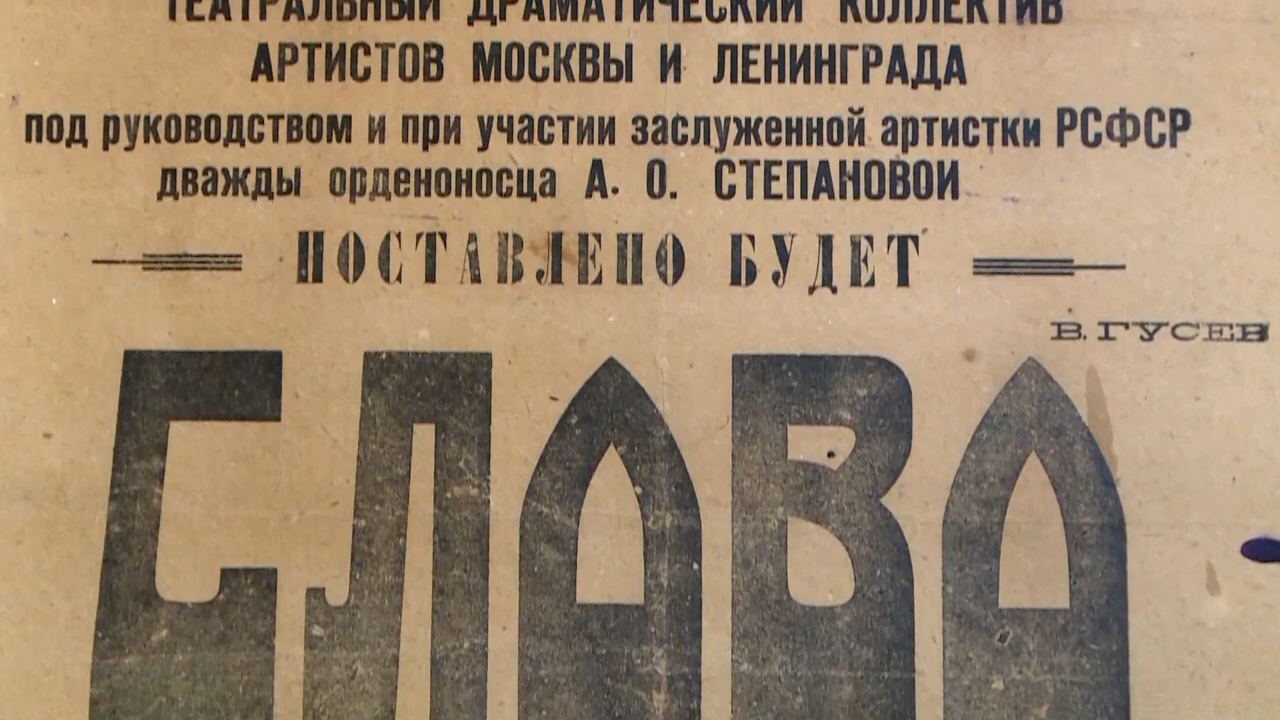 ТЕАТРАЛЬНЫЙ ДРАМАТИЧЕСКИЙ КОЛЛЕКТИВ
АРТИСТОВ МОСКВЫ И ЛЕНИНГРАДА
под руководством и при участии заслуженной артистки РСФСР
дважды орденоносца А. О. СТЕПАНОВОЙ
ПОСТАВЛЕНО БУДЕТ
В. ГУСЕВ
СЛАВА